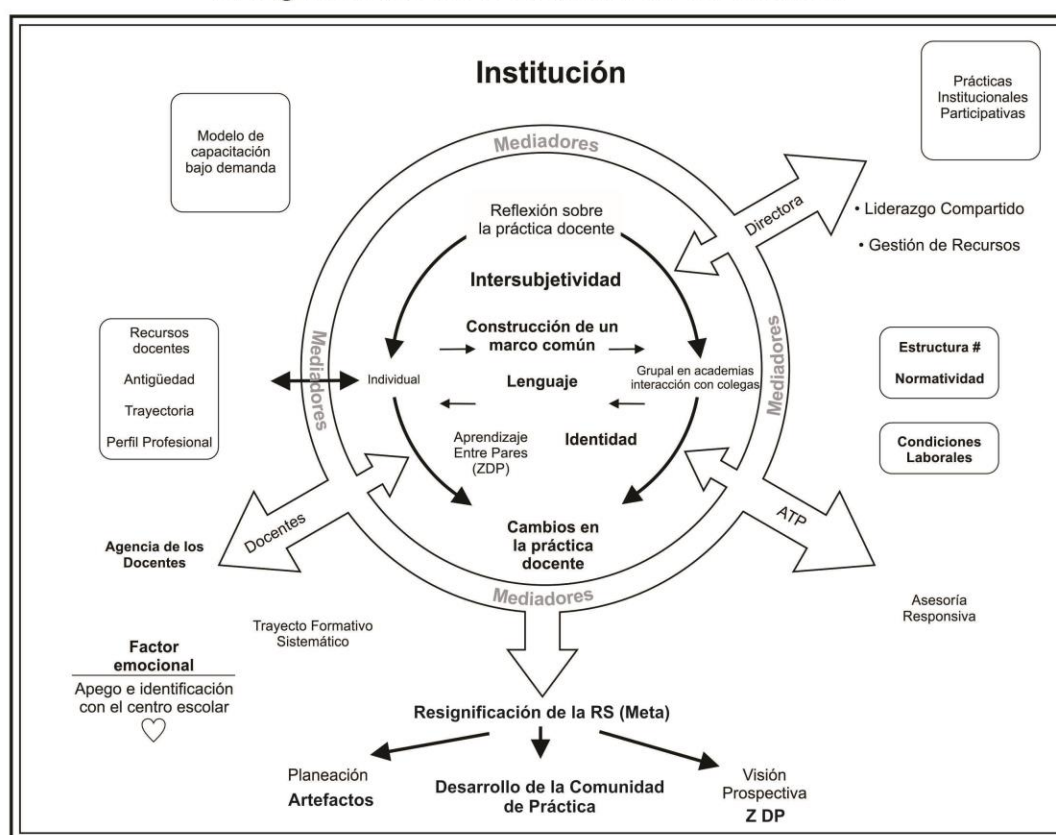 Institución
Prácticas
Institucionales
Participativas
Modelo de
capacitación
bajo demanda
Mediadores
Reflexión sobre
la práctica docente
Directora
• Liderazgo Compartido
• Gestión de Recursos
Intersubjetividad
Construcción de un
marco común
Mediadores
Mediadores
Recursos
docentes
Antigüedad
Trayectoria
Perfil Profesional
Individual
Lenguaje
Grupal en academias
interacción con colegas
Estructura #
Normatividad
Aprendizaje
Entre Pares
(ZDP)
Identidad
Condiciones
Laborales
Docentes
ATP
Cambios en
la práctica
docente
Agencia de los
Docentes
Mediadores
Asesoría
Responsiva
Trayecto Formativo
Sistemático
Factor
emocional
Apego e identificación
con el centro escolar
Resignificación de la RS (Meta)
Planeación
Artefactos
Desarrollo de la Comunidad
de Práctica
Visión
Prospectiva
Z DP